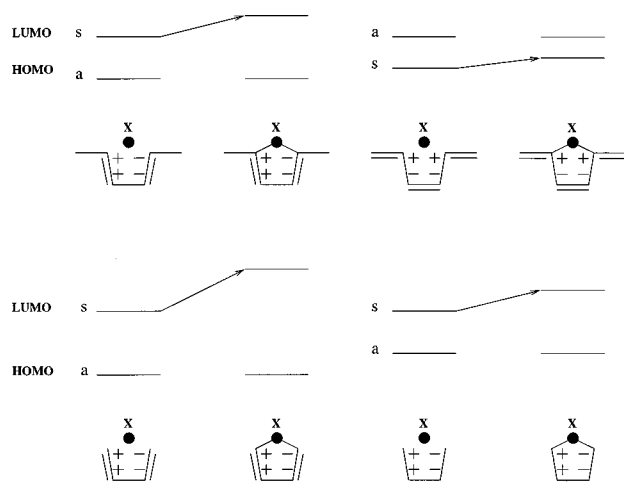 LUMO s a
HOMO a s
X X X X
+ − + − + + + +
+ − + − − − − −
LUMO s s
HOMO a a
X X X X
+ − + − + − + −
+ − + − + − + −